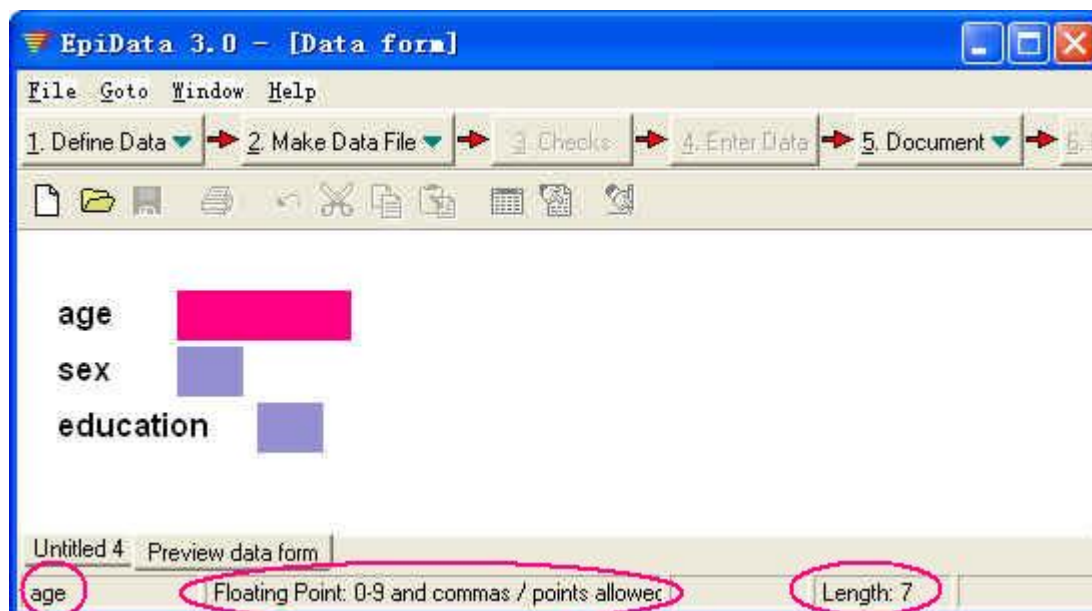 EpiData 3.0 - [Data form]
File Goto Window Help
1. Define Data 2. Make Data File 3. Checks 4. Enter Data 5. Document 6.
age
sex
education
Untitled 4 Preview data form
age Floating Point: 0-9 and commas / points allowed Length: 7